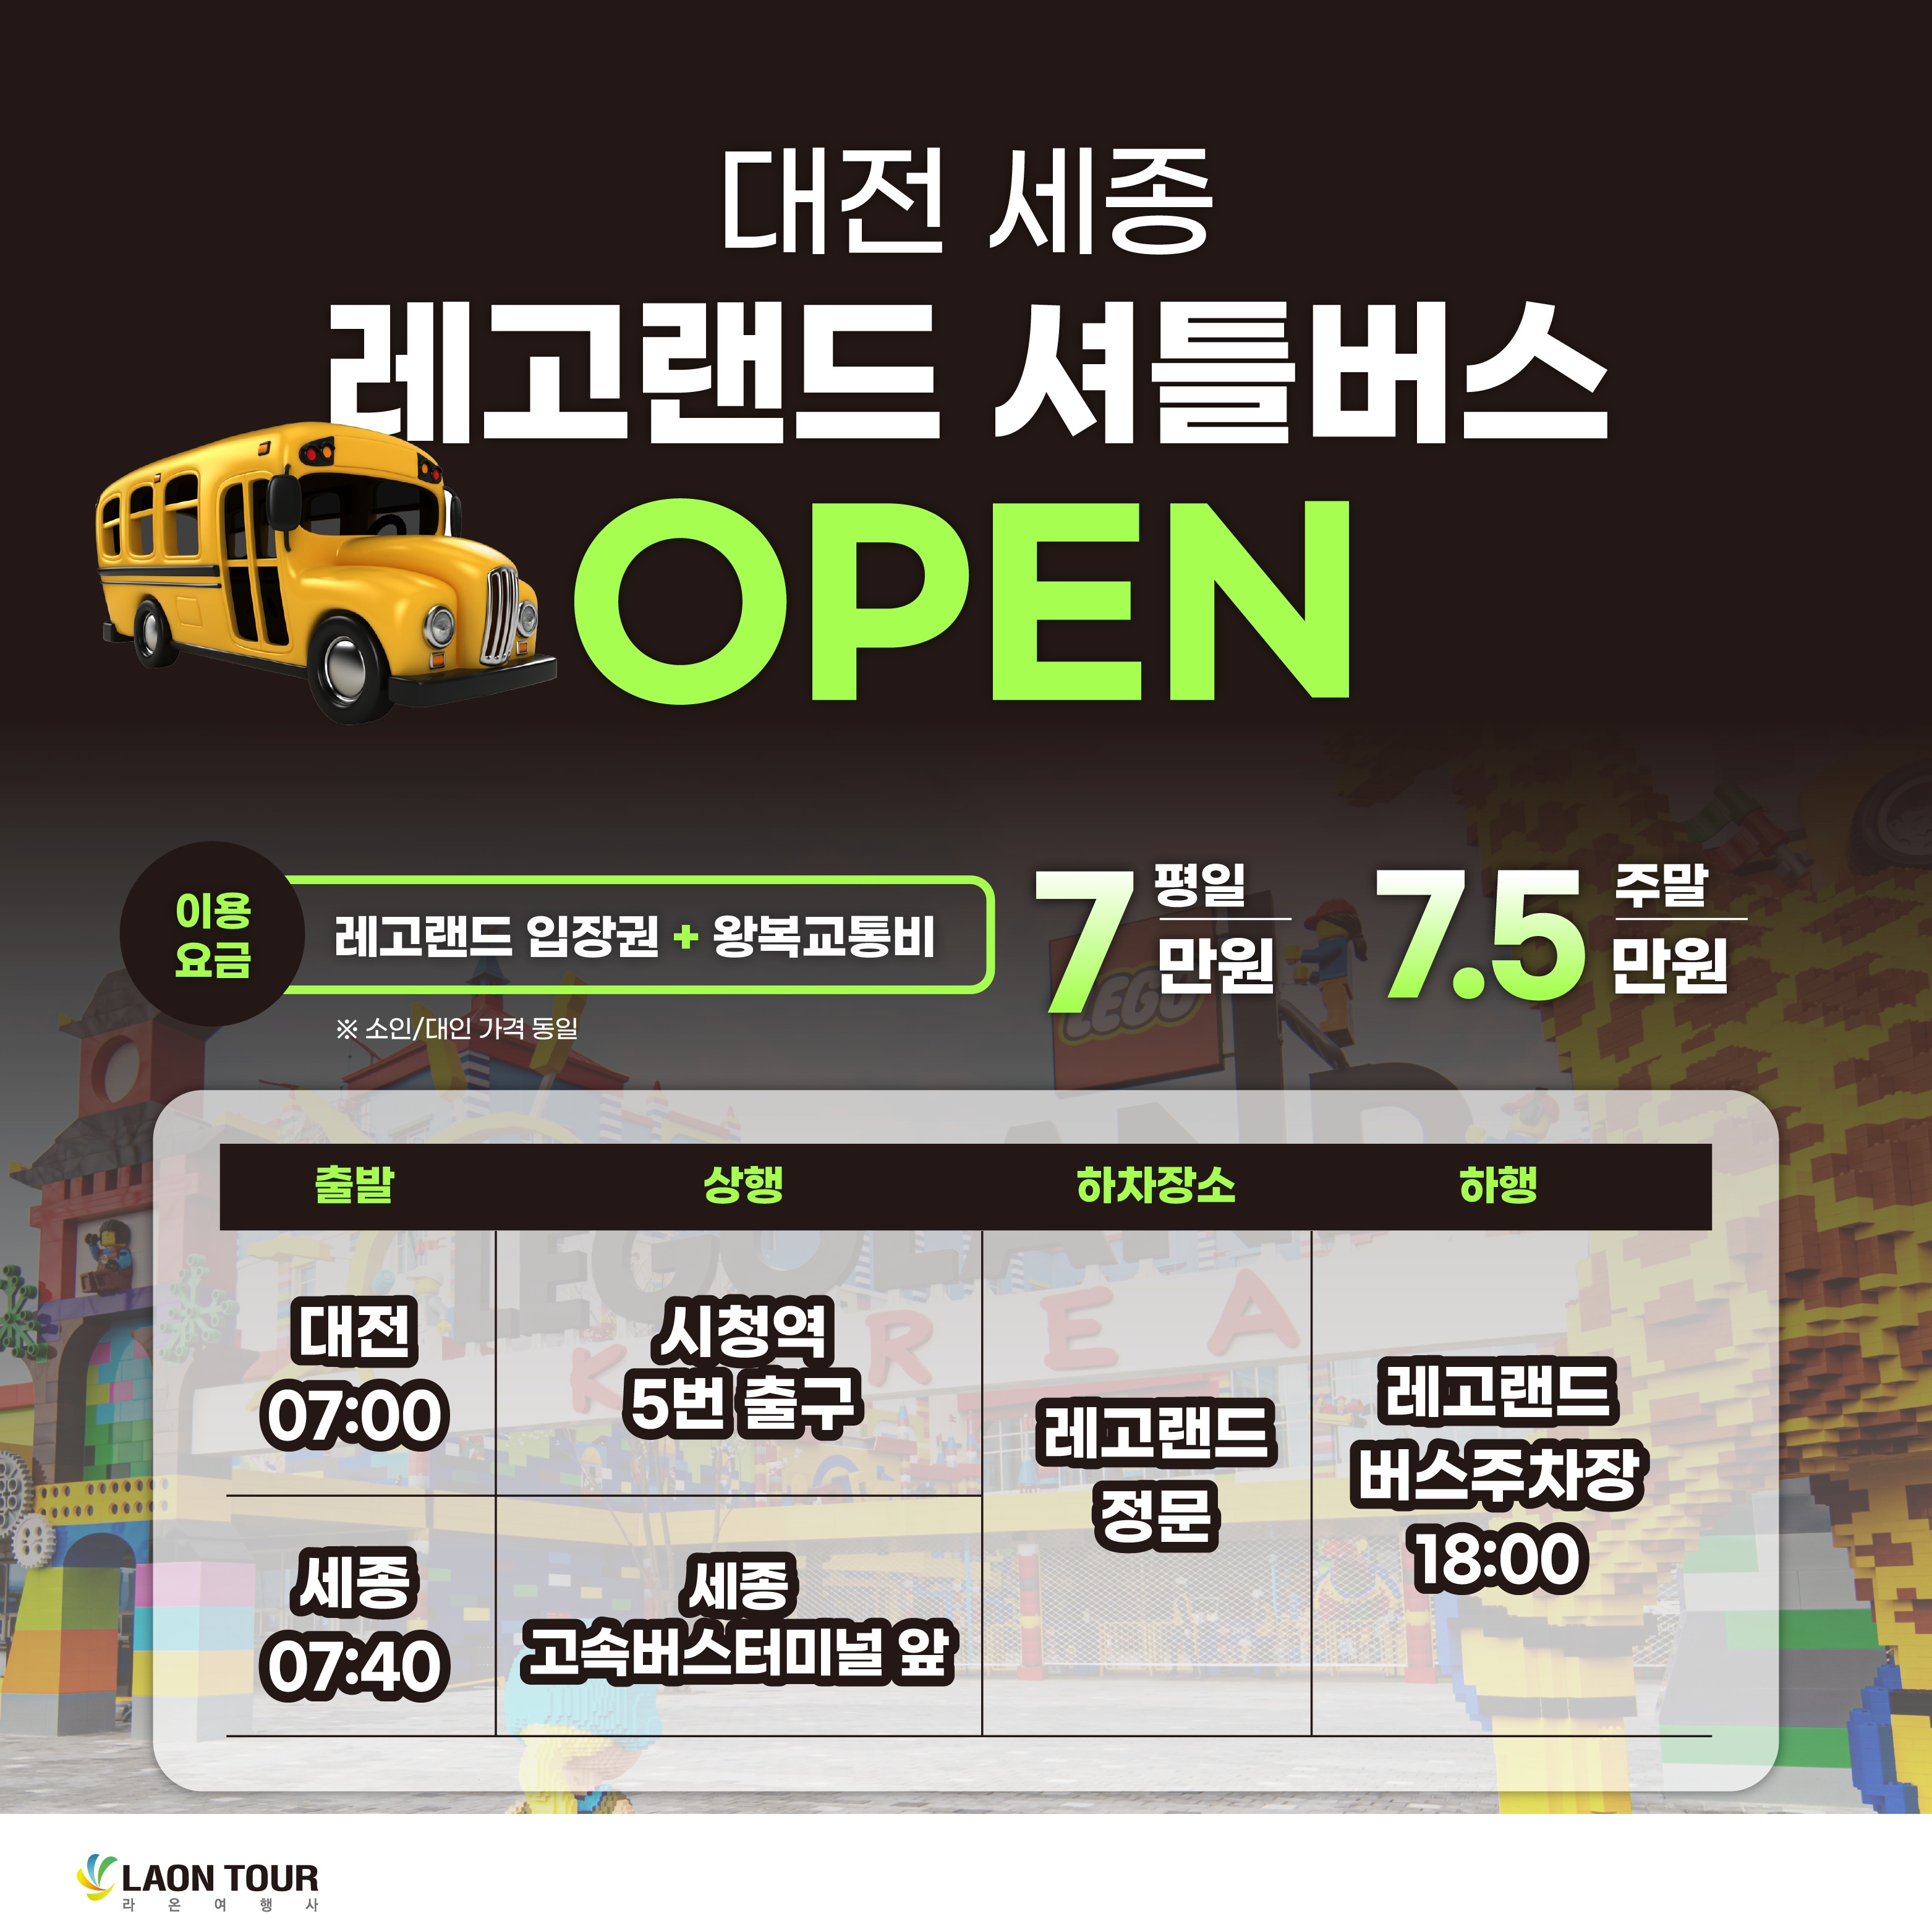 대전 세종
레고랜드 셔틀버스
OPEN
이용
요금
레고랜드 입장권 + 왕복교통비
※ 소인/대인 가격 동일
7 평일
만원
7.5 주말
만원
LEGO
LEGOLAND
KOREA
출발 상행 하차장소 하행
대전
07:00
시청역
5번 출구
세종
07:40
세종
고속버스터미널 앞
레고랜드
정문
레고랜드
버스주차장
18:00
LAON TOUR
라온여행사